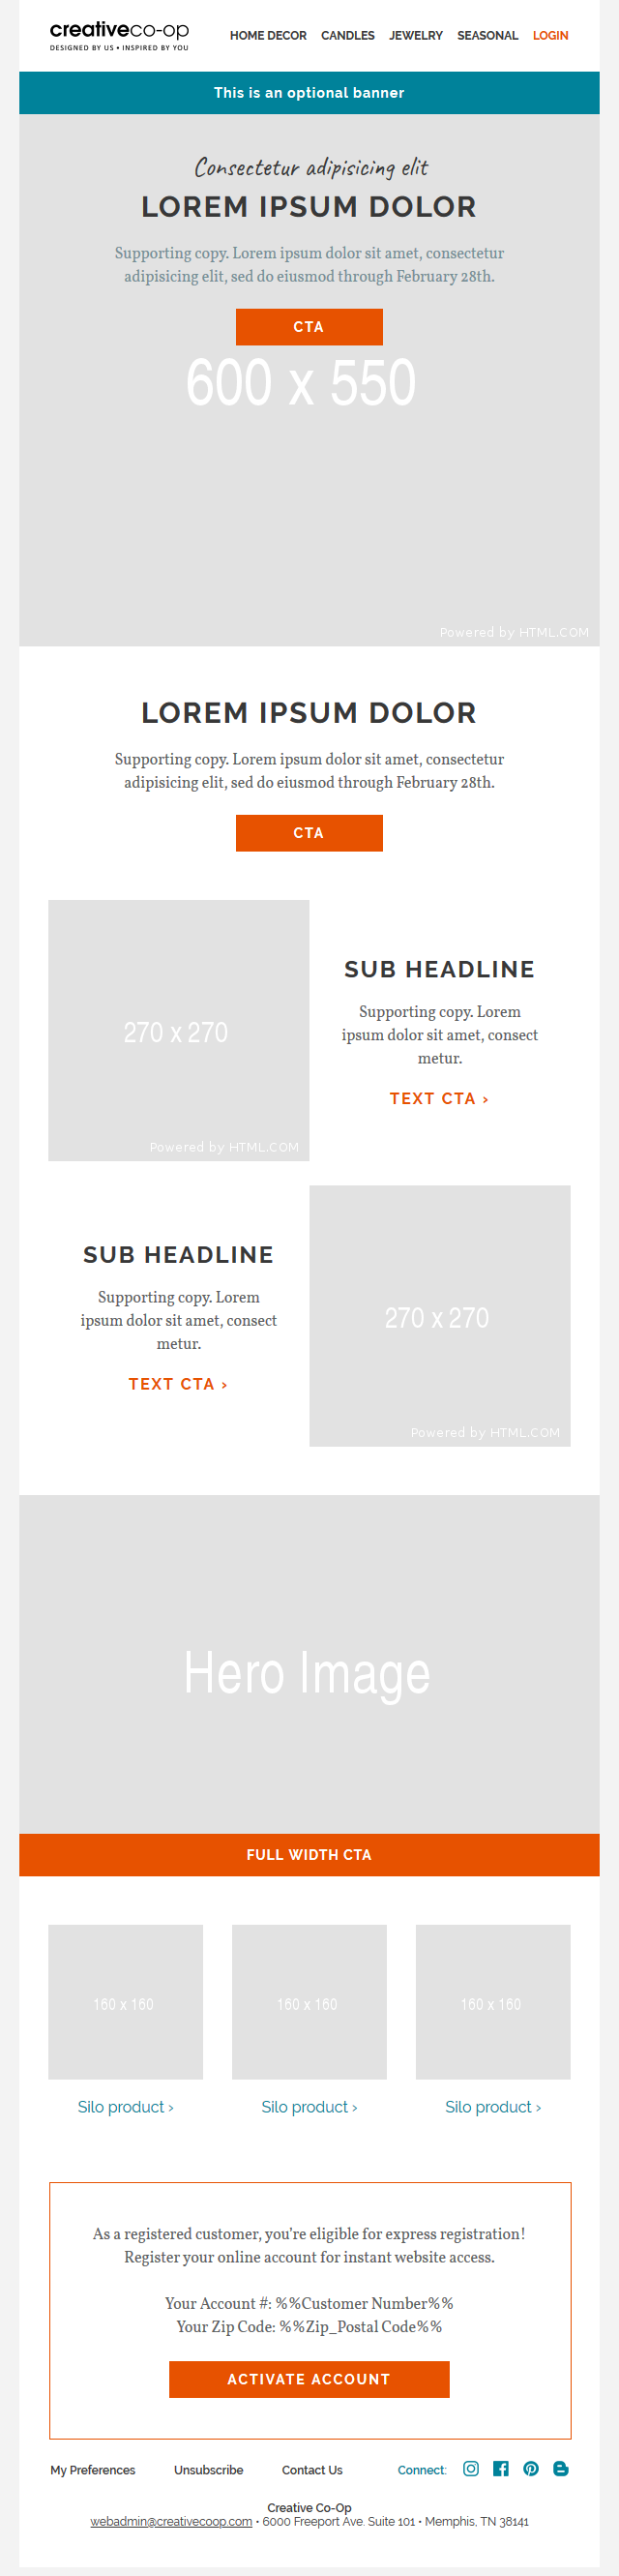 creativeco-op
DESIGNED BY US • INSPIRED BY YOU
HOME DECOR CANDLES JEWELRY SEASONAL LOGIN
This is an optional banner
Consectetur adipisicing elit
LOREM IPSUM DOLOR
Supporting copy. Lorem ipsum dolor sit amet, consectetur
adipisicing elit, sed do eiusmod through February 28th.
CTA
600 x 550
Powered by HTML.COM
LOREM IPSUM DOLOR
Supporting copy. Lorem ipsum dolor sit amet, consectetur
adipisicing elit, sed do eiusmod through February 28th.
CTA
270 x 270
Powered by HTML.COM
SUB HEADLINE
Supporting copy. Lorem
ipsum dolor sit amet, consect
metur.
TEXT CTA ›
SUB HEADLINE
Supporting copy. Lorem
ipsum dolor sit amet, consect
metur.
TEXT CTA ›
270 x 270
Powered by HTML.COM
Hero Image
FULL WIDTH CTA
160 x 160
160 x 160
160 x 160
Silo product ›
Silo product ›
Silo product ›
As a registered customer, you're eligible for express registration!
Register your online account for instant website access.
Your Account #: %%Customer Number%%
Your Zip Code: %%Zip_Postal Code%%
ACTIVATE ACCOUNT
My Preferences Unsubscribe Contact Us Connect:
Creative Co-Op
webadmin@creativecoop.com • 6000 Freeport Ave. Suite 101 • Memphis, TN 38141